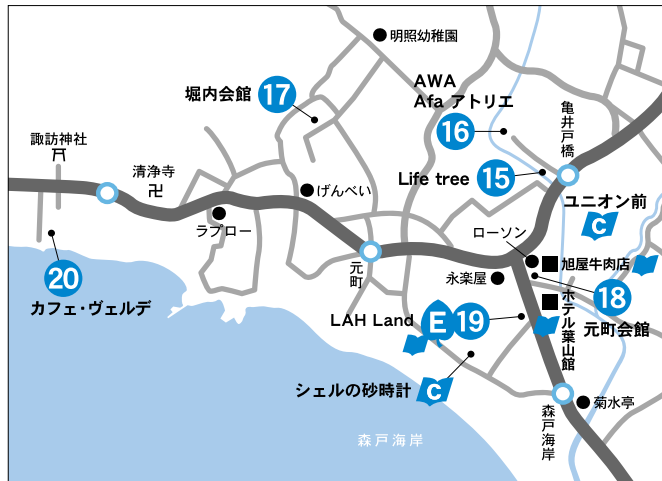 明照幼稚園
堀内会館
17
AWA
Afa アトリエ
16
亀井戸橋
諏訪神社
清浄寺
卍
げんべい
Life tree
15
ユニオン前
C
ラプロー
ローソン
旭屋牛肉店
元町
永楽屋
20
カフェ・ヴェルデ
18
ホテル葉山館
元町会館
LAH Land
E
19
シェルの砂時計
C
森戸海岸
森戸海岸
菊水亭